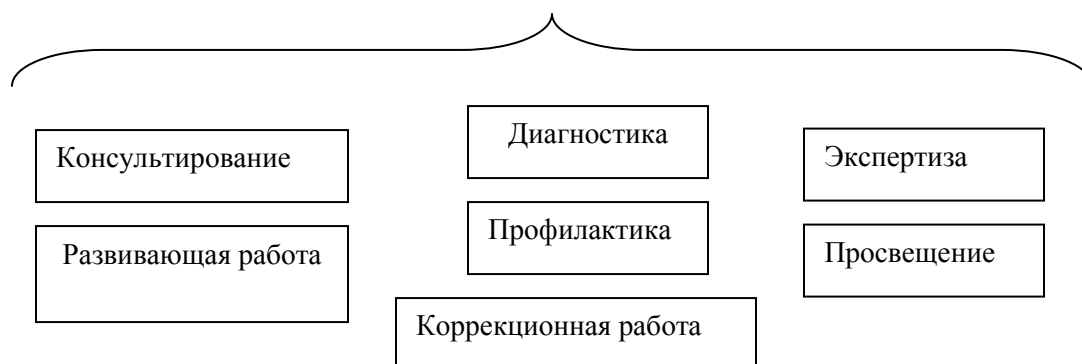 Диагностика
Консультирование
Экспертиза
Профилактика
Развивающая работа
Просвещение
Коррекционная работа